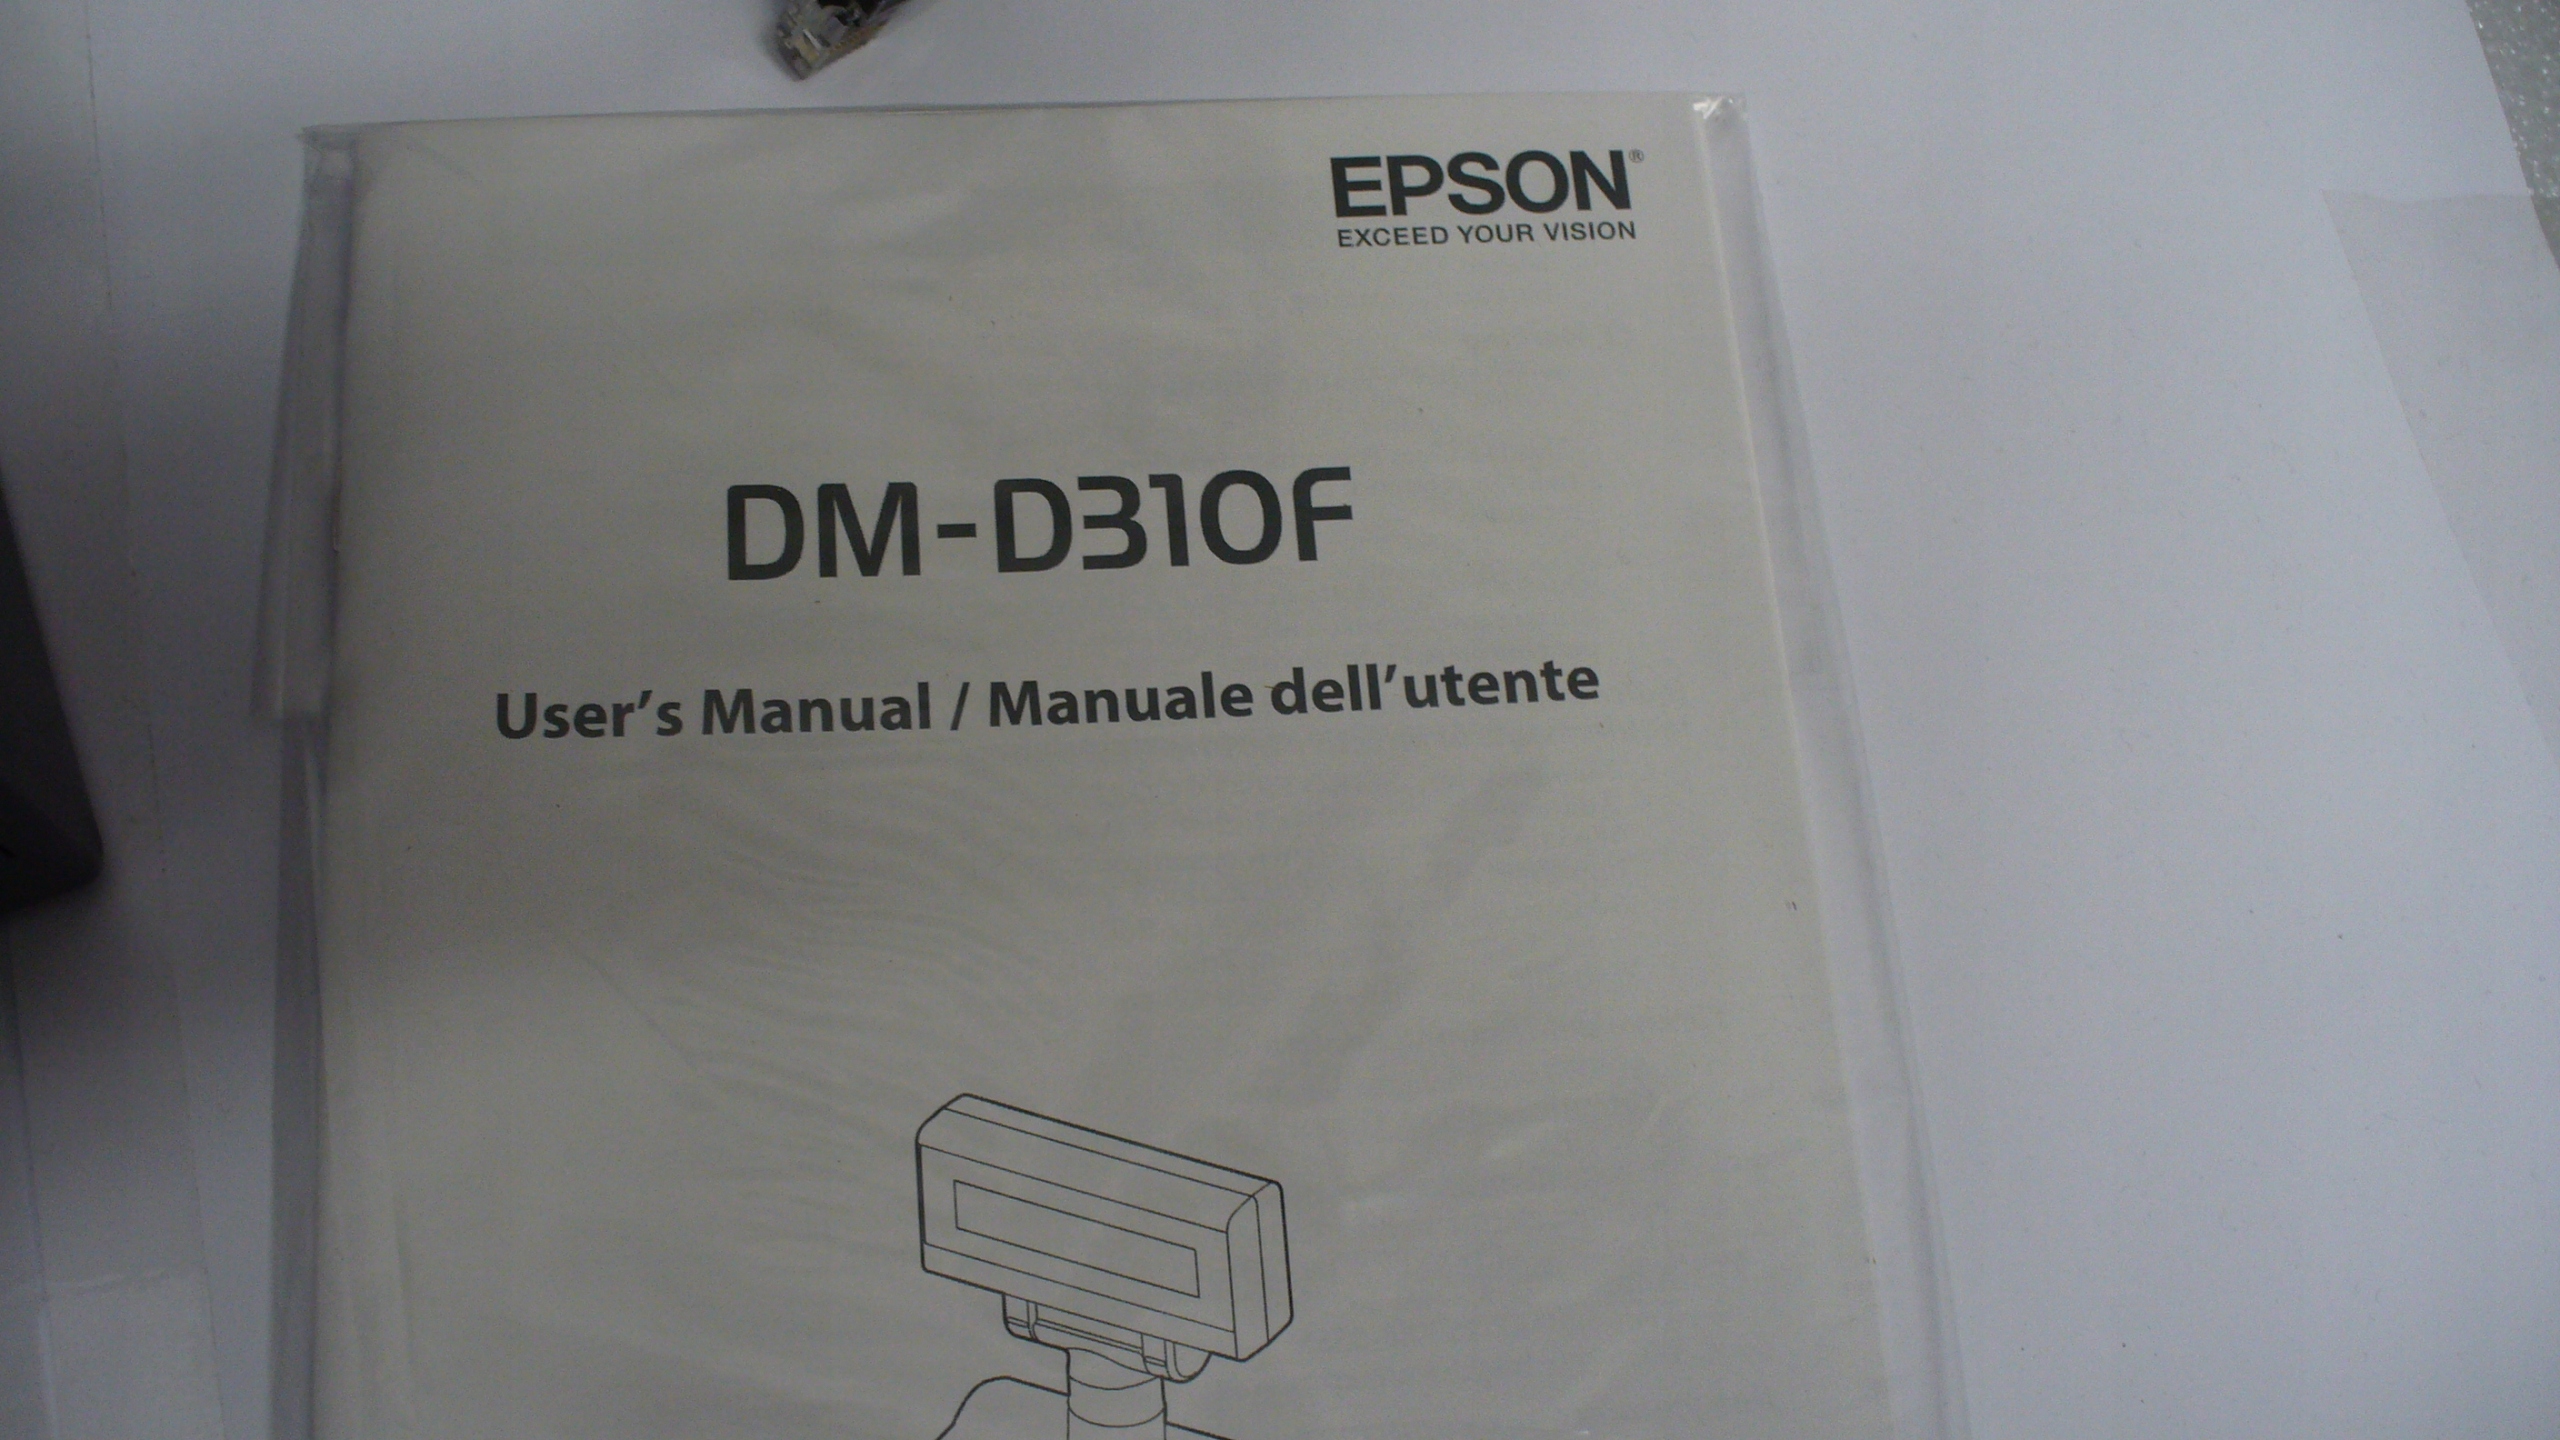 EPSON®
EXCEED YOUR VISION
DM-D310F
User's Manual / Manuale dell'utente